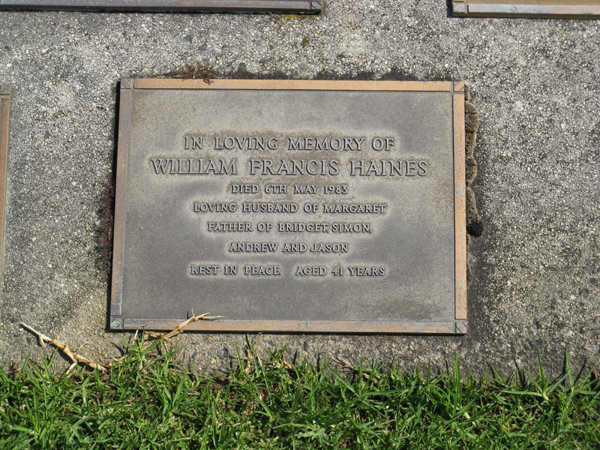 IN LOVING MEMORY OF
WILLIAM FRANCIS HAINES
DIED 6TH MAY 1983
LOVING HUSBAND OF MARGARET
FATHER OF BRIDGET, SIMON,
ANDREW AND JASON
REST IN PEACE AGED 41 YEARS